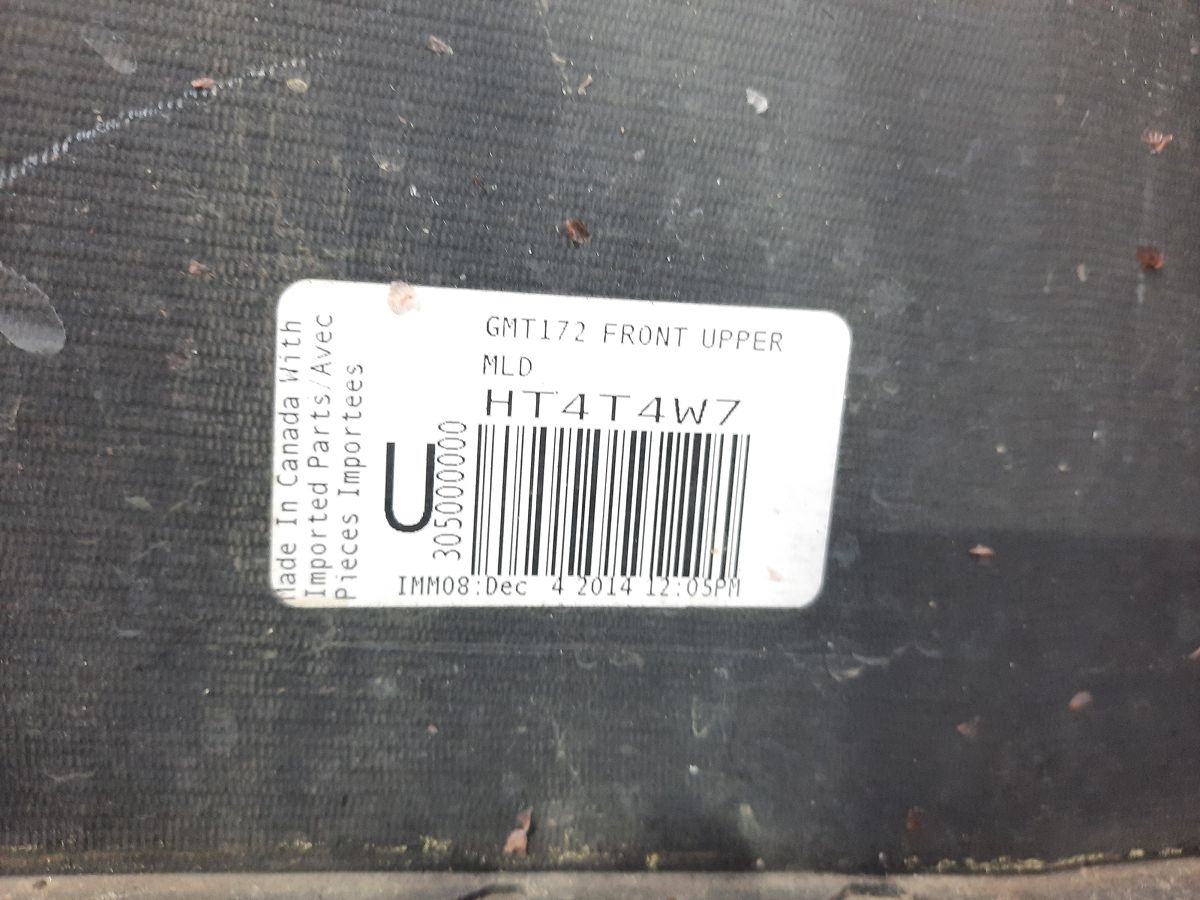 GMT172 FRONT UPPER
MLD
HT4T4W7
U
305000000
IMM08:Dec 4 2014 12:05PM
Made In Canada With
Imported Parts/Avec
Pieces Importees